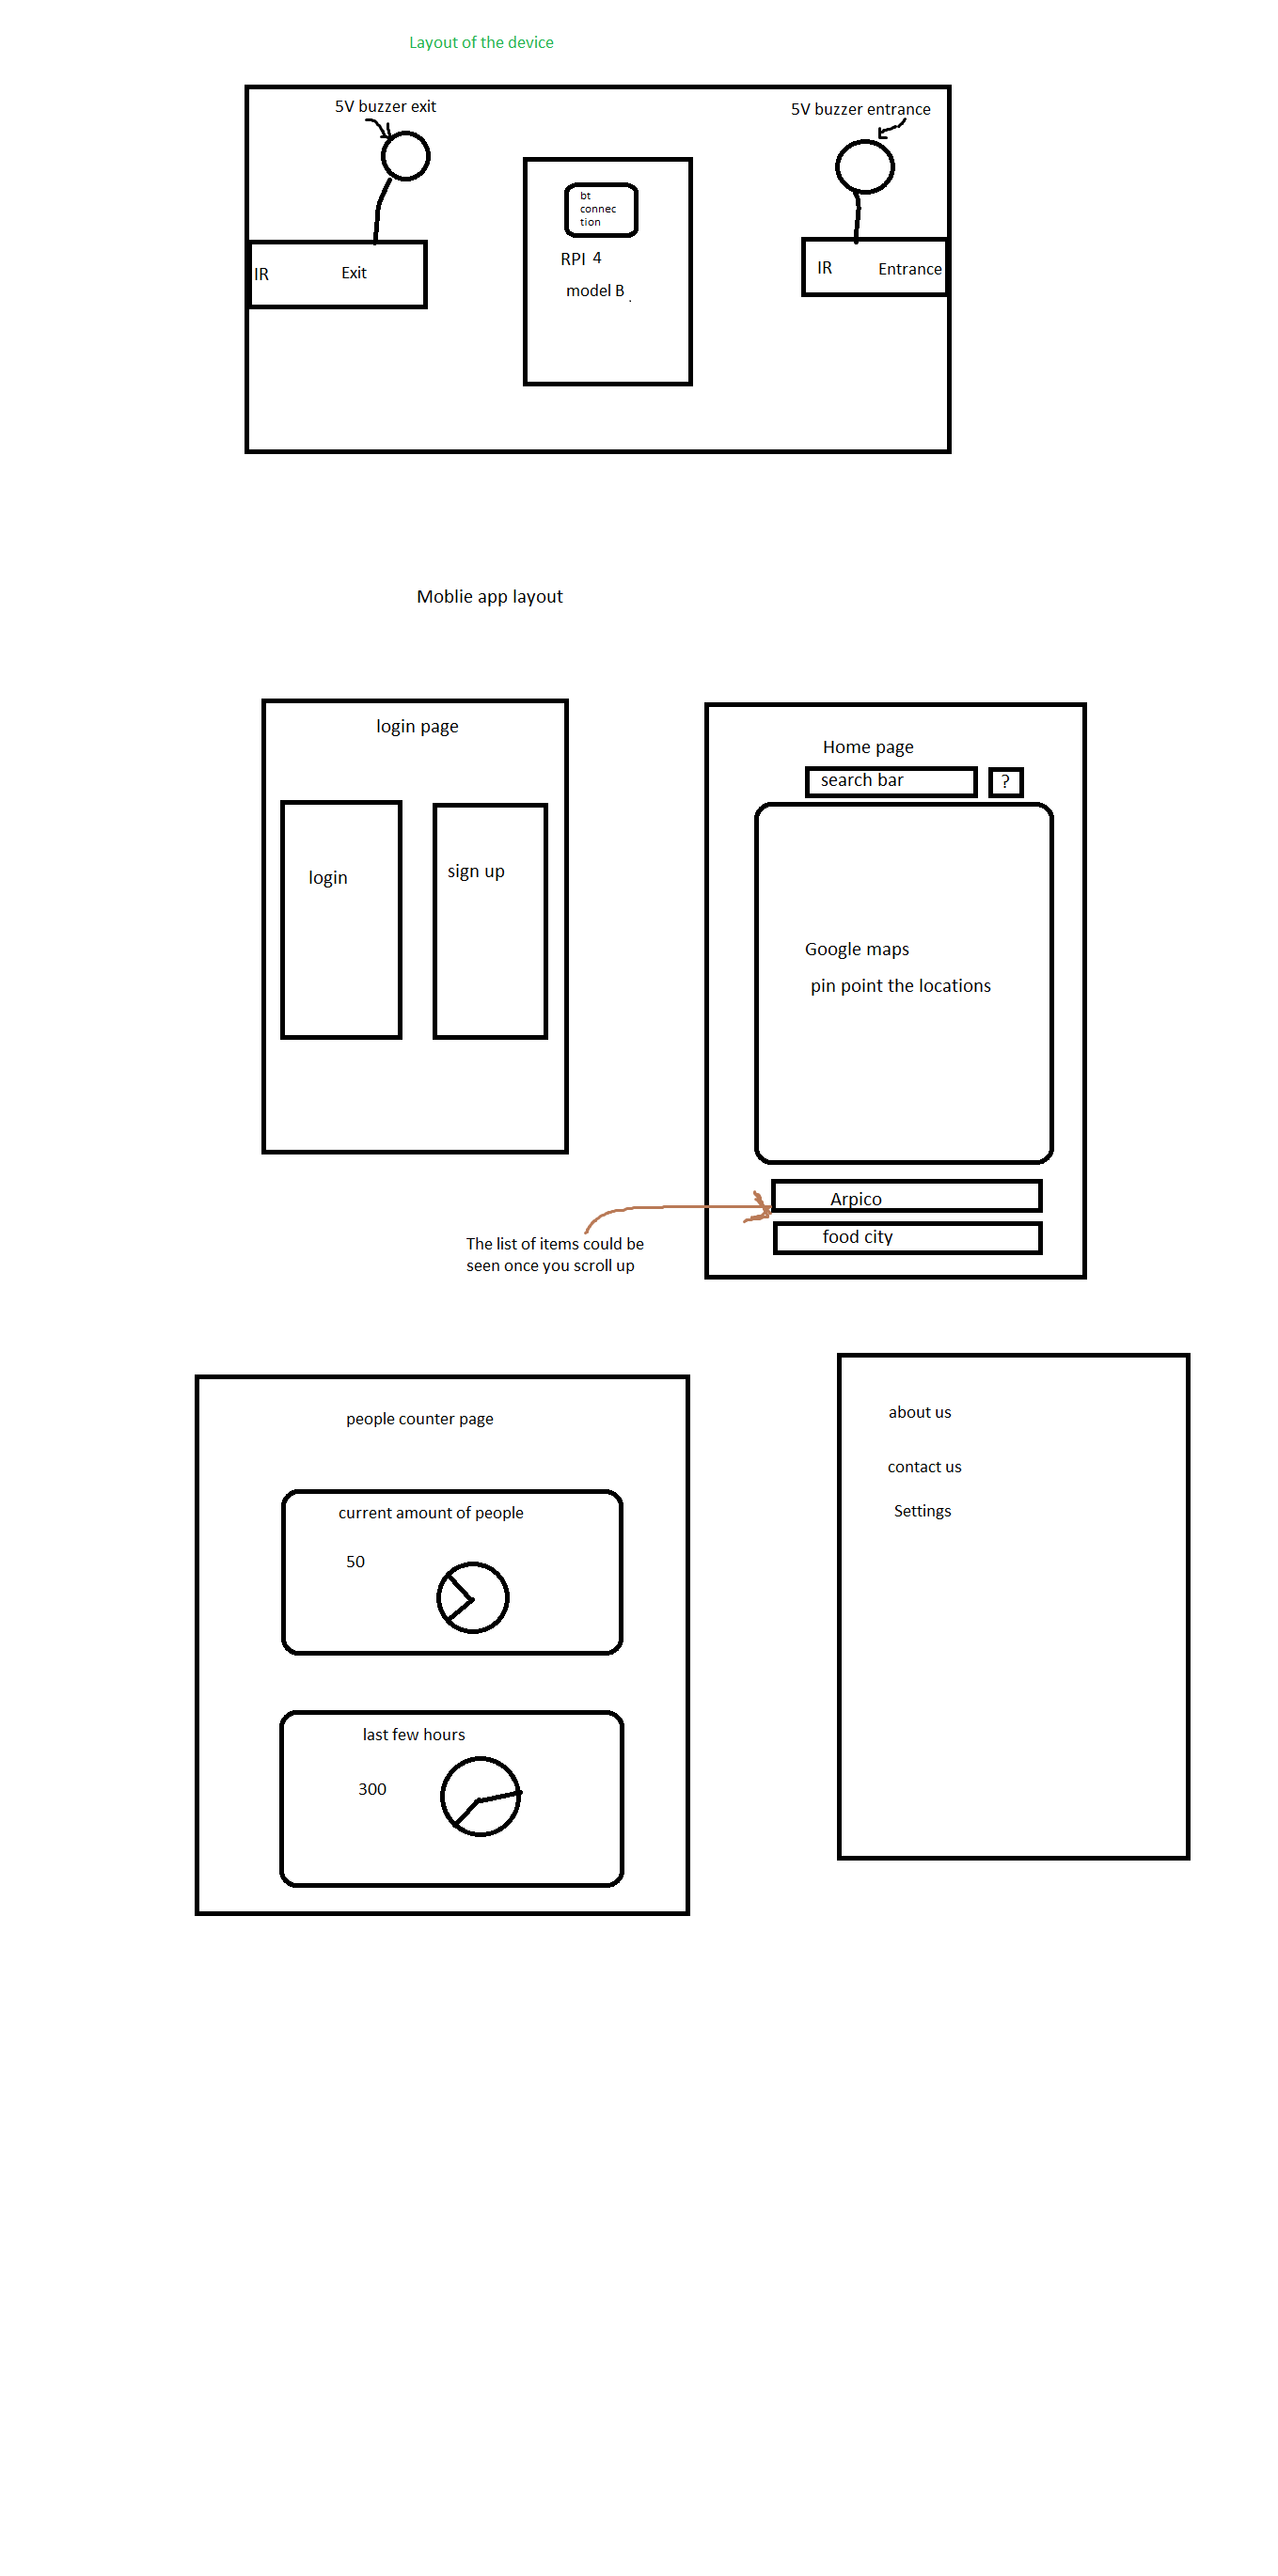 Layout of the device
5V buzzer exit
5V buzzer entrance
bt
connec
tion
RPI 4
model B .
IR Exit
IR Entrance
Moblie app layout
login page
login
sign up
Home page
search bar
?
Google maps
pin point the locations
Arpico
food city
The list of items could be
seen once you scroll up
people counter page
current amount of people
50
last few hours
300
about us
contact us
Settings